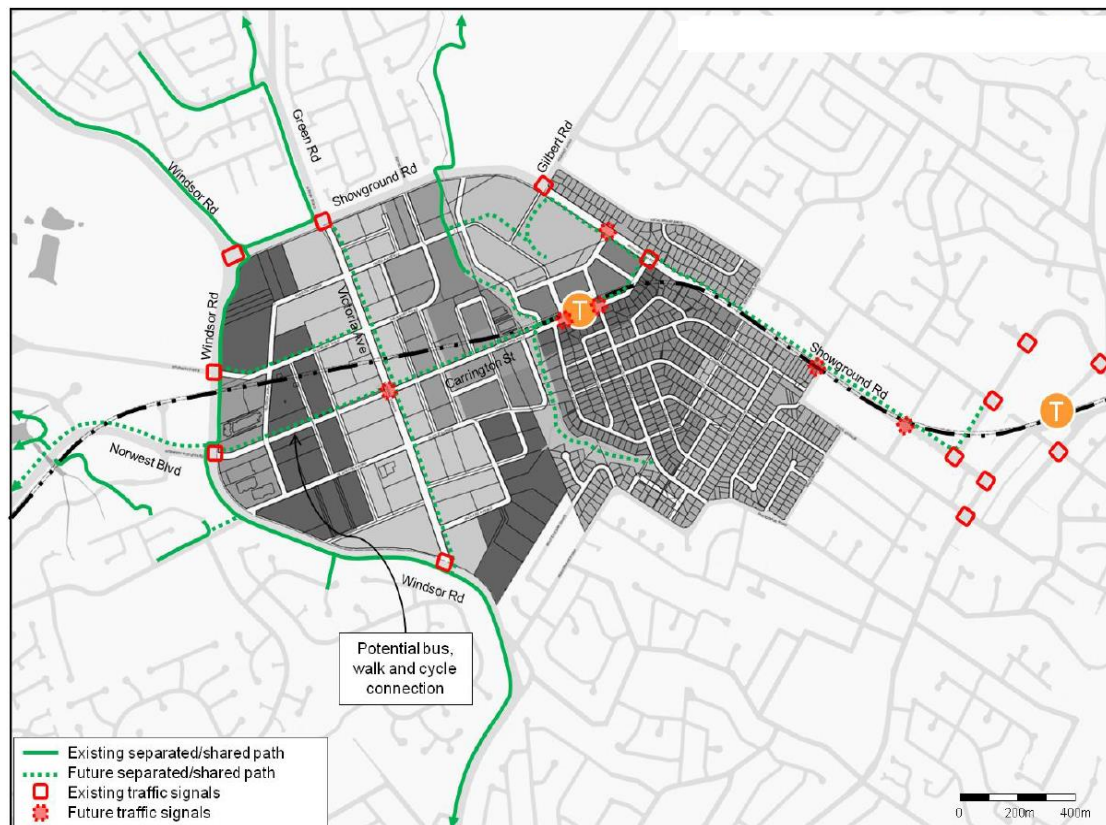 Green Rd
Gilbert Rd
Windsor Rd
Showground Rd
Windsor Rd
Victoria Ave
T
Carrington St
Showground Rd
T
Norwest Blvd
Windsor Rd
Potential bus,
walk and cycle
connection
Existing separated/shared path
Future separated/shared path
Existing traffic signals
Future traffic signals
0
200m
400m